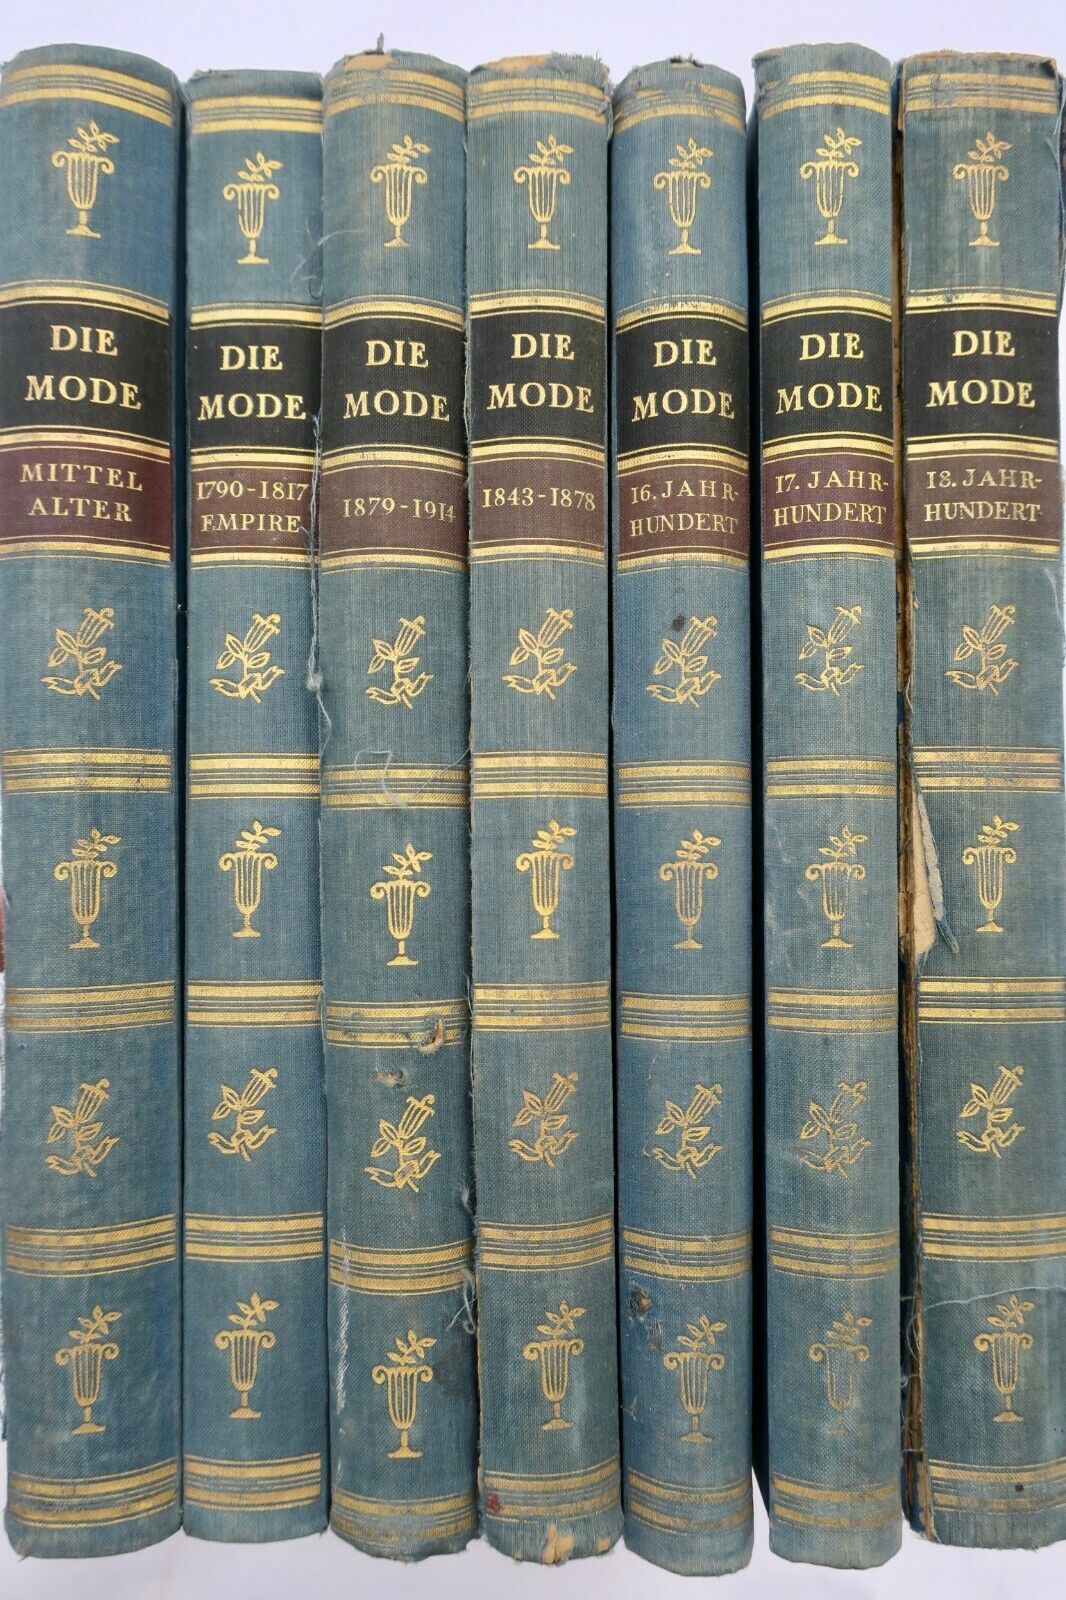 DIE
MODE
MITTEL
ALTER
DIE
MODE
1790-1817
EMPIRE
DIE
MODE
1879-1914
DIE
MODE
1843-1878
DIE
MODE
16. JAHR-
HUNDERT
DIE
MODE
17. JAHR-
HUNDERT
DIE
MODE
18. JAHR-
HUNDERT